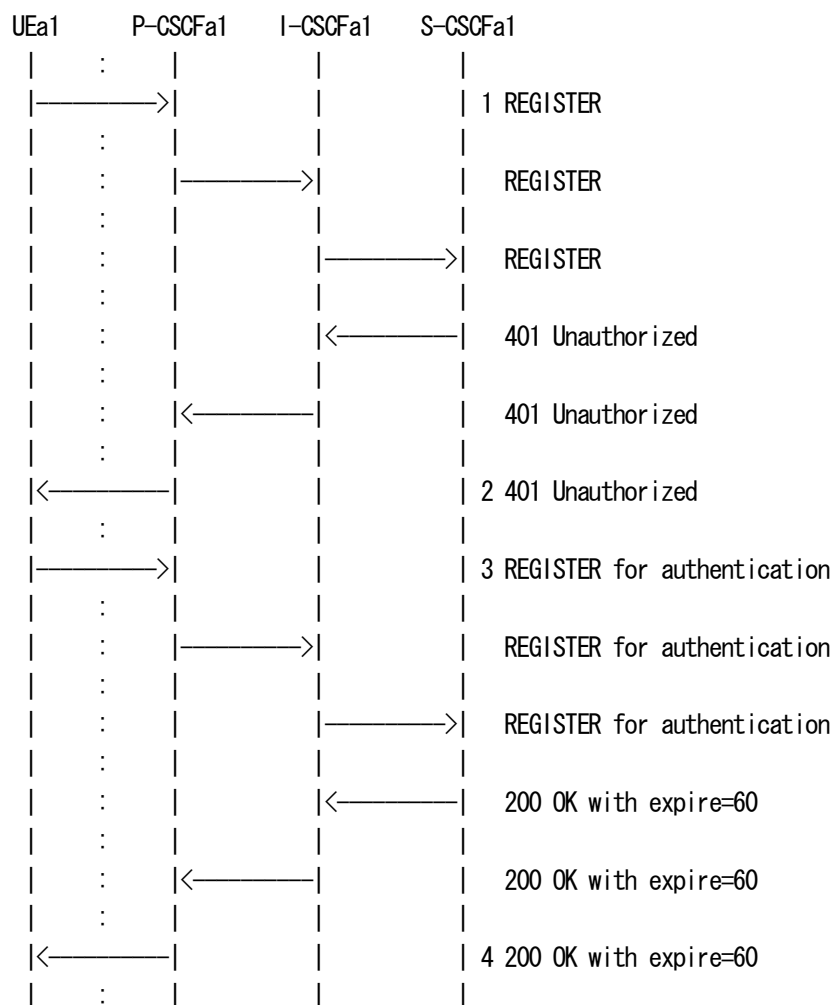 UEa1 P-CSCFa1 I-CSCFa1 S-CSCFa1
1 REGISTER
REGISTER
REGISTER
401 Unauthorized
401 Unauthorized
2 401 Unauthorized
3 REGISTER for authentication
REGISTER for authentication
REGISTER for authentication
200 OK with expire=60
200 OK with expire=60
4 200 OK with expire=60